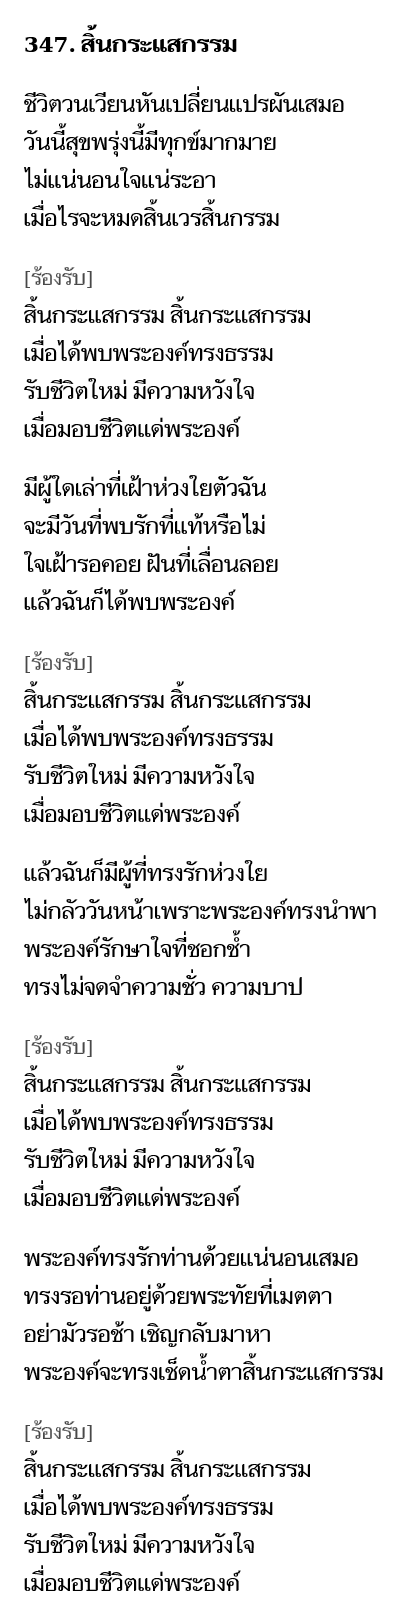 347. สิ้นกระแสกรรม
ชีวิตวนเวียนหันเปลี่ยนแปรผันเสมอ
วันนี้สุขพรุ่งนี้มีทุกข์มากมาย
ไม่แน่นอนใจแน่ระอา
เมื่อไรจะหมดสิ้นเวรสิ้นกรรม
[ร้องรับ]
สิ้นกระแสกรรม สิ้นกระแสกรรม
เมื่อได้พบพระองค์ทรงธรรม
รับชีวิตใหม่ มีความหวังใจ
เมื่อมอบชีวิตแด่พระองค์
มีผู้ใดเล่าที่เฝ้าห่วงใยตัวฉัน
จะมีวันที่พบรักที่แท้หรือไม่
ใจเฝ้ารอคอย ฝันที่เลื่อนลอย
แล้วฉันก็ได้พบพระองค์
[ร้องรับ]
สิ้นกระแสกรรม สิ้นกระแสกรรม
เมื่อได้พบพระองค์ทรงธรรม
รับชีวิตใหม่ มีความหวังใจ
เมื่อมอบชีวิตแด่พระองค์
แล้วฉันก็มีผู้ที่ทรงรักห่วงใย
ไม่กลัววันหน้าเพราะพระองค์ทรงนำพา
พระองค์รักษาใจที่ชอกช้ำ
ทรงไม่จดจำความชั่ว ความบาป
[ร้องรับ]
สิ้นกระแสกรรม สิ้นกระแสกรรม
เมื่อได้พบพระองค์ทรงธรรม
รับชีวิตใหม่ มีความหวังใจ
เมื่อมอบชีวิตแด่พระองค์
พระองค์ทรงรักท่านด้วยแน่นอนเสมอ
ทรงรอท่านอยู่ด้วยพระทัยที่เมตตา
อย่ามัวรอช้า เชิญกลับมาหา
พระองค์จะทรงเช็ดน้ำตาสิ้นกระแสกรรม
[ร้องรับ]
สิ้นกระแสกรรม สิ้นกระแสกรรม
เมื่อได้พบพระองค์ทรงธรรม
รับชีวิตใหม่ มีความหวังใจ
เมื่อมอบชีวิตแด่พระองค์